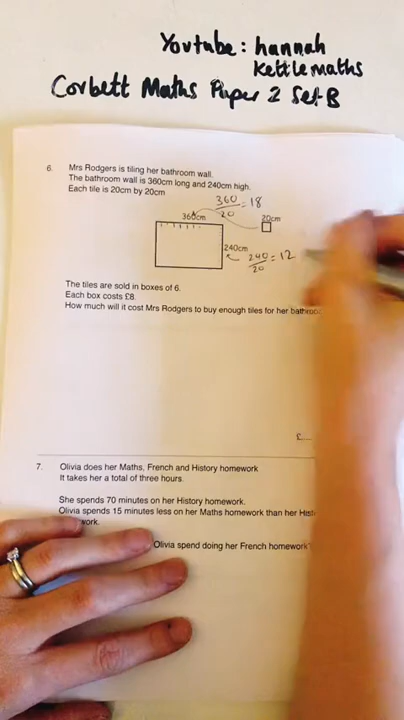 Youtube: hannah
kettlemaths
Corbett Maths Paper 2 Set B
6. Mrs Rodgers is tiling her bathroom wall.
The bathroom wall is 360cm long and 240cm high.
Each tile is 20cm by 20cm
360/20 = 18
360cm
20cm
240cm
240/20 = 12
The tiles are sold in boxes of 6.
Each box costs £8.
How much will it cost Mrs Rodgers to buy enough tiles for her
£
7. Olivia does her Maths, French and History homework
It takes her a total of three hours.
She spends 70 minutes on her History homework.
Olivia spends 15 minutes less on her Maths homework than her
Olivia spend doing her French homework?